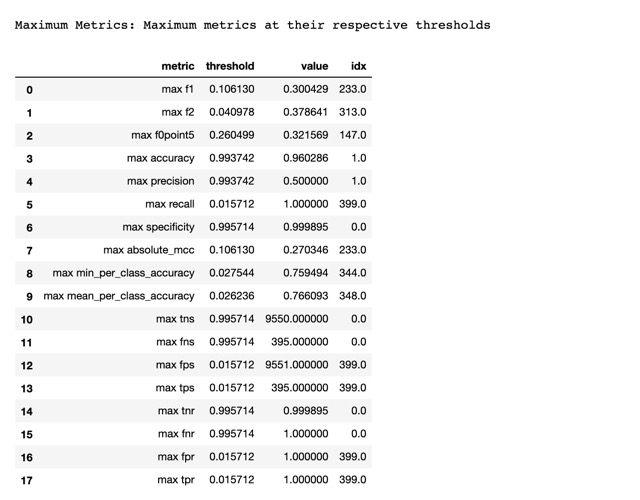 Maximum Metrics: Maximum metrics at their respective thresholds
metric threshold value idx
0 max f1 0.106130 0.300429 233.0
1 max f2 0.040978 0.378641 313.0
2 max f0point5 0.260499 0.321569 147.0
3 max accuracy 0.993742 0.960286 1.0
4 max precision 0.993742 0.500000 1.0
5 max recall 0.015712 1.000000 399.0
6 max specificity 0.995714 0.999895 0.0
7 max absolute_mcc 0.106130 0.270346 233.0
8 max min_per_class_accuracy 0.027544 0.759494 344.0
9 max mean_per_class_accuracy 0.026236 0.766093 348.0
10 max tns 0.995714 9550.000000 0.0
11 max fns 0.995714 395.000000 0.0
12 max fps 0.015712 9551.000000 399.0
13 max tps 0.015712 395.000000 399.0
14 max tnr 0.995714 0.999895 0.0
15 max fnr 0.995714 1.000000 0.0
16 max fpr 0.015712 1.000000 399.0
17 max tpr 0.015712 1.000000 399.0